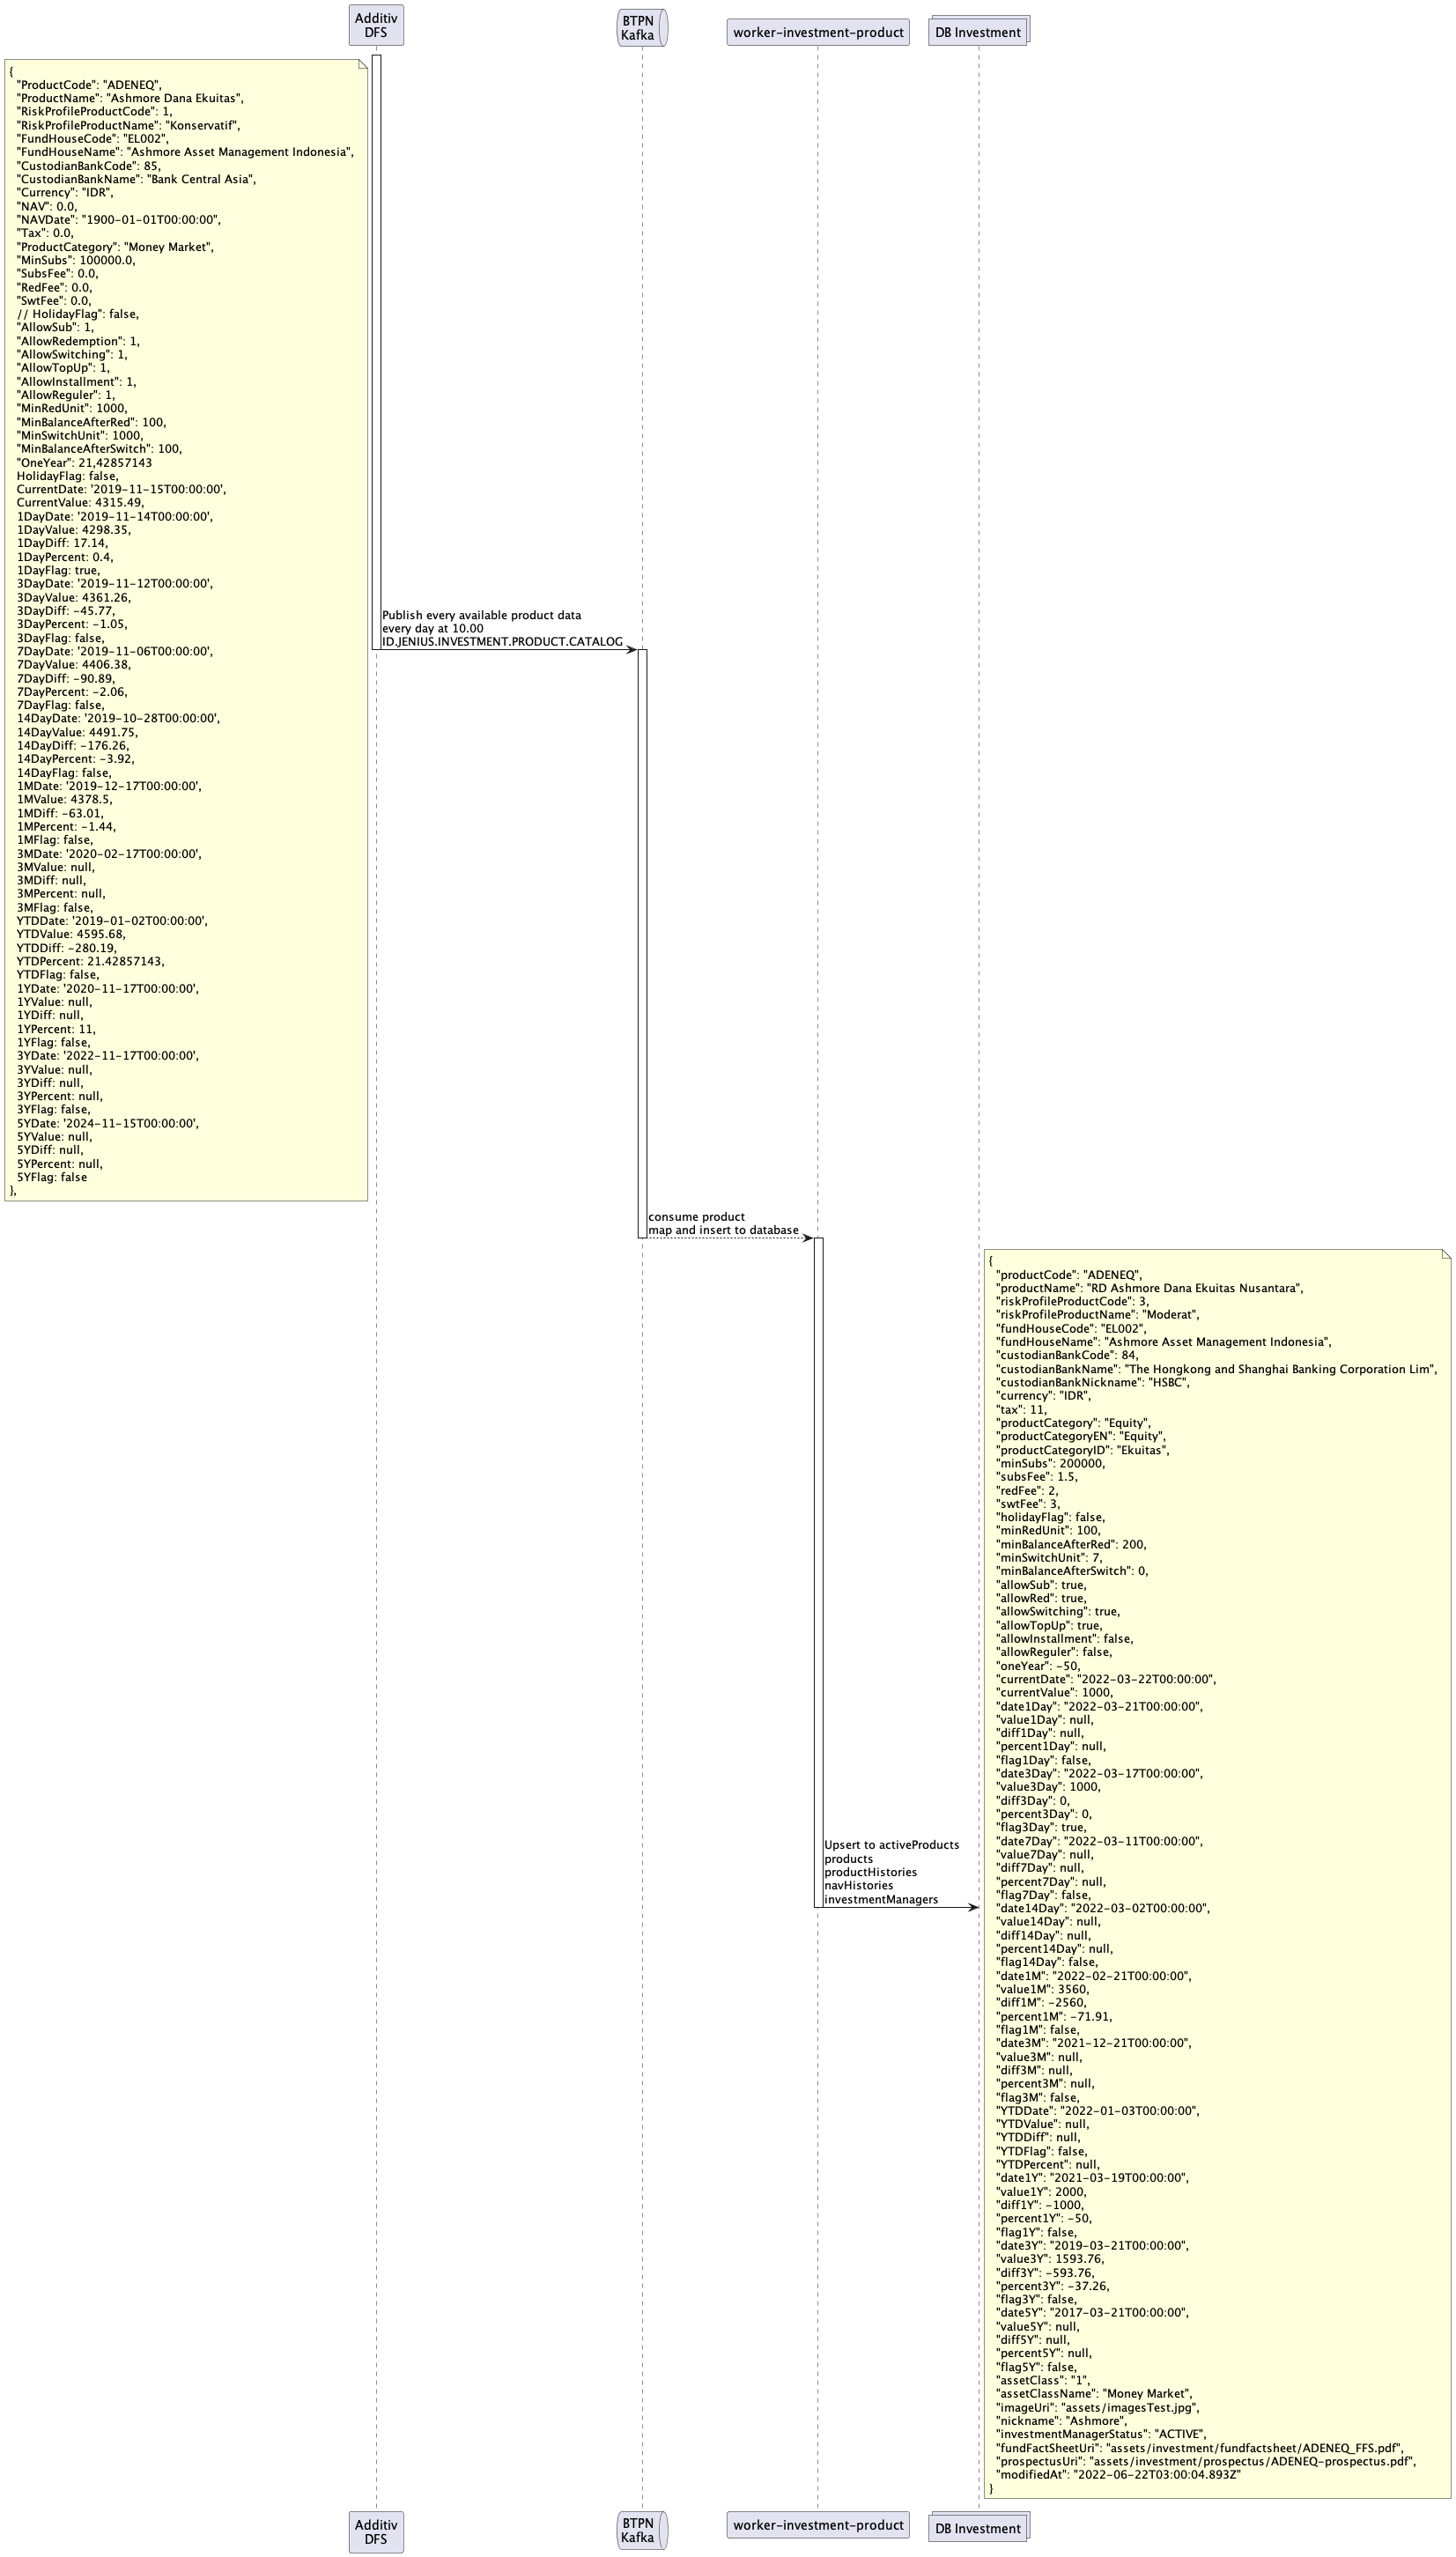 Additiv
DFS
BTPN
Kafka
worker-investment-product
DB Investment
{
"ProductCode": "ADENEQ",
"ProductName": "Ashmore Dana Ekuitas",
"RiskProfileProductCode": 1,
"RiskProfileProductName": "Konservatif",
"FundHouseCode": "EL002",
"FundHouseName": "Ashmore Asset Management Indonesia",
"CustodianBankCode": 85,
"CustodianBankName": "Bank Central Asia",
"Currency": "IDR",
"NAV": 0.0,
"NAVDate": "1900-01-01T00:00:00",
"Tax": 0.0,
"ProductCategory": "Money Market",
"MinSubs": 100000.0,
"SubsFee": 0.0,
"RedFee": 0.0,
"SwtFee": 0.0,
// HolidayFlag": false,
"AllowSub": 1,
"AllowRedemption": 1,
"AllowSwitching": 1,
"AllowTopUp": 1,
"AllowInstallment": 1,
"AllowReguler": 1,
"MinRedUnit": 1000,
"MinBalanceAfterRed": 100,
"MinSwitchUnit": 1000,
"MinBalanceAfterSwitch": 100,
"OneYear": 21,42857143
HolidayFlag: false,
CurrentDate: '2019-11-15T00:00:00',
CurrentValue: 4315.49,
1DayDate: '2019-11-14T00:00:00',
1DayValue: 4298.35,
1DayDiff: 17.14,
1DayPercent: 0.4,
1DayFlag: true,
3DayDate: '2019-11-12T00:00:00',
3DayValue: 4361.26,
3DayDiff: -45.77,
3DayPercent: -1.05,
3DayFlag: false,
7DayDate: '2019-11-06T00:00:00',
7DayValue: 4406.38,
7DayDiff: -90.89,
7DayPercent: -2.06,
7DayFlag: false,
14DayDate: '2019-10-28T00:00:00',
14DayValue: 4491.75,
14DayDiff: -176.26,
14DayPercent: -3.92,
14DayFlag: false,
1MDate: '2019-12-17T00:00:00',
1MValue: 4378.5,
1MDiff: -63.01,
1MPercent: -1.44,
1MFlag: false,
3MDate: '2020-02-17T00:00:00',
3MValue: null,
3MDiff: null,
3MPercent: null,
3MFlag: false,
YTDDate: '2019-01-02T00:00:00',
YTDValue: 4595.68,
YTDDiff: -280.19,
YTDPercent: 21.42857143,
YTDFlag: false,
1YDate: '2020-11-17T00:00:00',
1YValue: null,
1YDiff: null,
1YPercent: 11,
1YFlag: false,
3YDate: '2022-11-17T00:00:00',
3YValue: null,
3YDiff: null,
3YPercent: null,
3YFlag: false,
5YDate: '2024-11-15T00:00:00',
5YValue: null,
5YDiff: null,
5YPercent: null,
5YFlag: false
},
Publish every available product data
every day at 10.00
ID.JENIUS.INVESTMENT.PRODUCT.CATALOG
consume product
map and insert to database
{
"productCode": "ADENEQ",
"productName": "RD Ashmore Dana Ekuitas Nusantara",
"riskProfileProductCode": 3,
"riskProfileProductName": "Moderat",
"fundHouseCode": "EL002",
"fundHouseName": "Ashmore Asset Management Indonesia",
"custodianBankCode": 84,
"custodianBankName": "The Hongkong and Shanghai Banking Corporation Lim",
"custodianBankNickname": "HSBC",
"currency": "IDR",
"tax": 11,
"productCategory": "Equity",
"productCategoryEN": "Equity",
"productCategoryID": "Ekuitas",
"minSubs": 200000,
"subsFee": 1.5,
"redFee": 2,
"swtFee": 3,
"holidayFlag": false,
"minRedUnit": 100,
"minBalanceAfterRed": 200,
"minSwitchUnit": 7,
"minBalanceAfterSwitch": 0,
"allowSub": true,
"allowRed": true,
"allowSwitching": true,
"allowTopUp": true,
"allowInstallment": false,
"allowReguler": false,
"oneYear": -50,
"currentDate": "2022-03-22T00:00:00",
"currentValue": 1000,
"date1Day": "2022-03-21T00:00:00",
"value1Day": null,
"diff1Day": null,
"percent1Day": null,
"flag1Day": false,
"date3Day": "2022-03-17T00:00:00",
"value3Day": 1000,
"diff3Day": 0,
"percent3Day": 0,
"flag3Day": true,
"date7Day": "2022-03-11T00:00:00",
"value7Day": null,
"diff7Day": null,
"percent7Day": null,
"flag7Day": false,
"date14Day": "2022-03-02T00:00:00",
"value14Day": null,
"diff14Day": null,
"percent14Day": null,
"flag14Day": false,
"date1M": "2022-02-21T00:00:00",
"value1M": 3560,
"diff1M": -2560,
"percent1M": -71.91,
"flag1M": false,
"date3M": "2021-12-21T00:00:00",
"value3M": null,
"diff3M": null,
"percent3M": null,
"flag3M": false,
"YTDDate": "2022-01-03T00:00:00",
"YTDValue": null,
"YTDDiff": null,
"YTDFlag": false,
"YTDPercent": null,
"date1Y": "2021-03-19T00:00:00",
"value1Y": 2000,
"diff1Y": -1000,
"percent1Y": -50,
"flag1Y": false,
"date3Y": "2019-03-21T00:00:00",
"value3Y": 1593.76,
"diff3Y": -593.76,
"percent3Y": -37.26,
"flag3Y": false,
"date5Y": "2017-03-21T00:00:00",
"value5Y": null,
"diff5Y": null,
"percent5Y": null,
"flag5Y": false,
"assetClass": "1",
"assetClassName": "Money Market",
"imageUri": "assets/imagesTest.jpg",
"nickname": "Ashmore",
"investmentManagerStatus": "ACTIVE",
"fundFactSheetUri": "assets/investment/fundfactsheet/ADENEQ_FFS.pdf",
"prospectusUri": "assets/investment/prospectus/ADENEQ-prospectus.pdf",
"modifiedAt": "2022-06-22T03:00:04.893Z"
}
Upsert to activeProducts
products
productHistories
navHistories
investmentManagers
Additiv
DFS
BTPN
Kafka
worker-investment-product
DB Investment